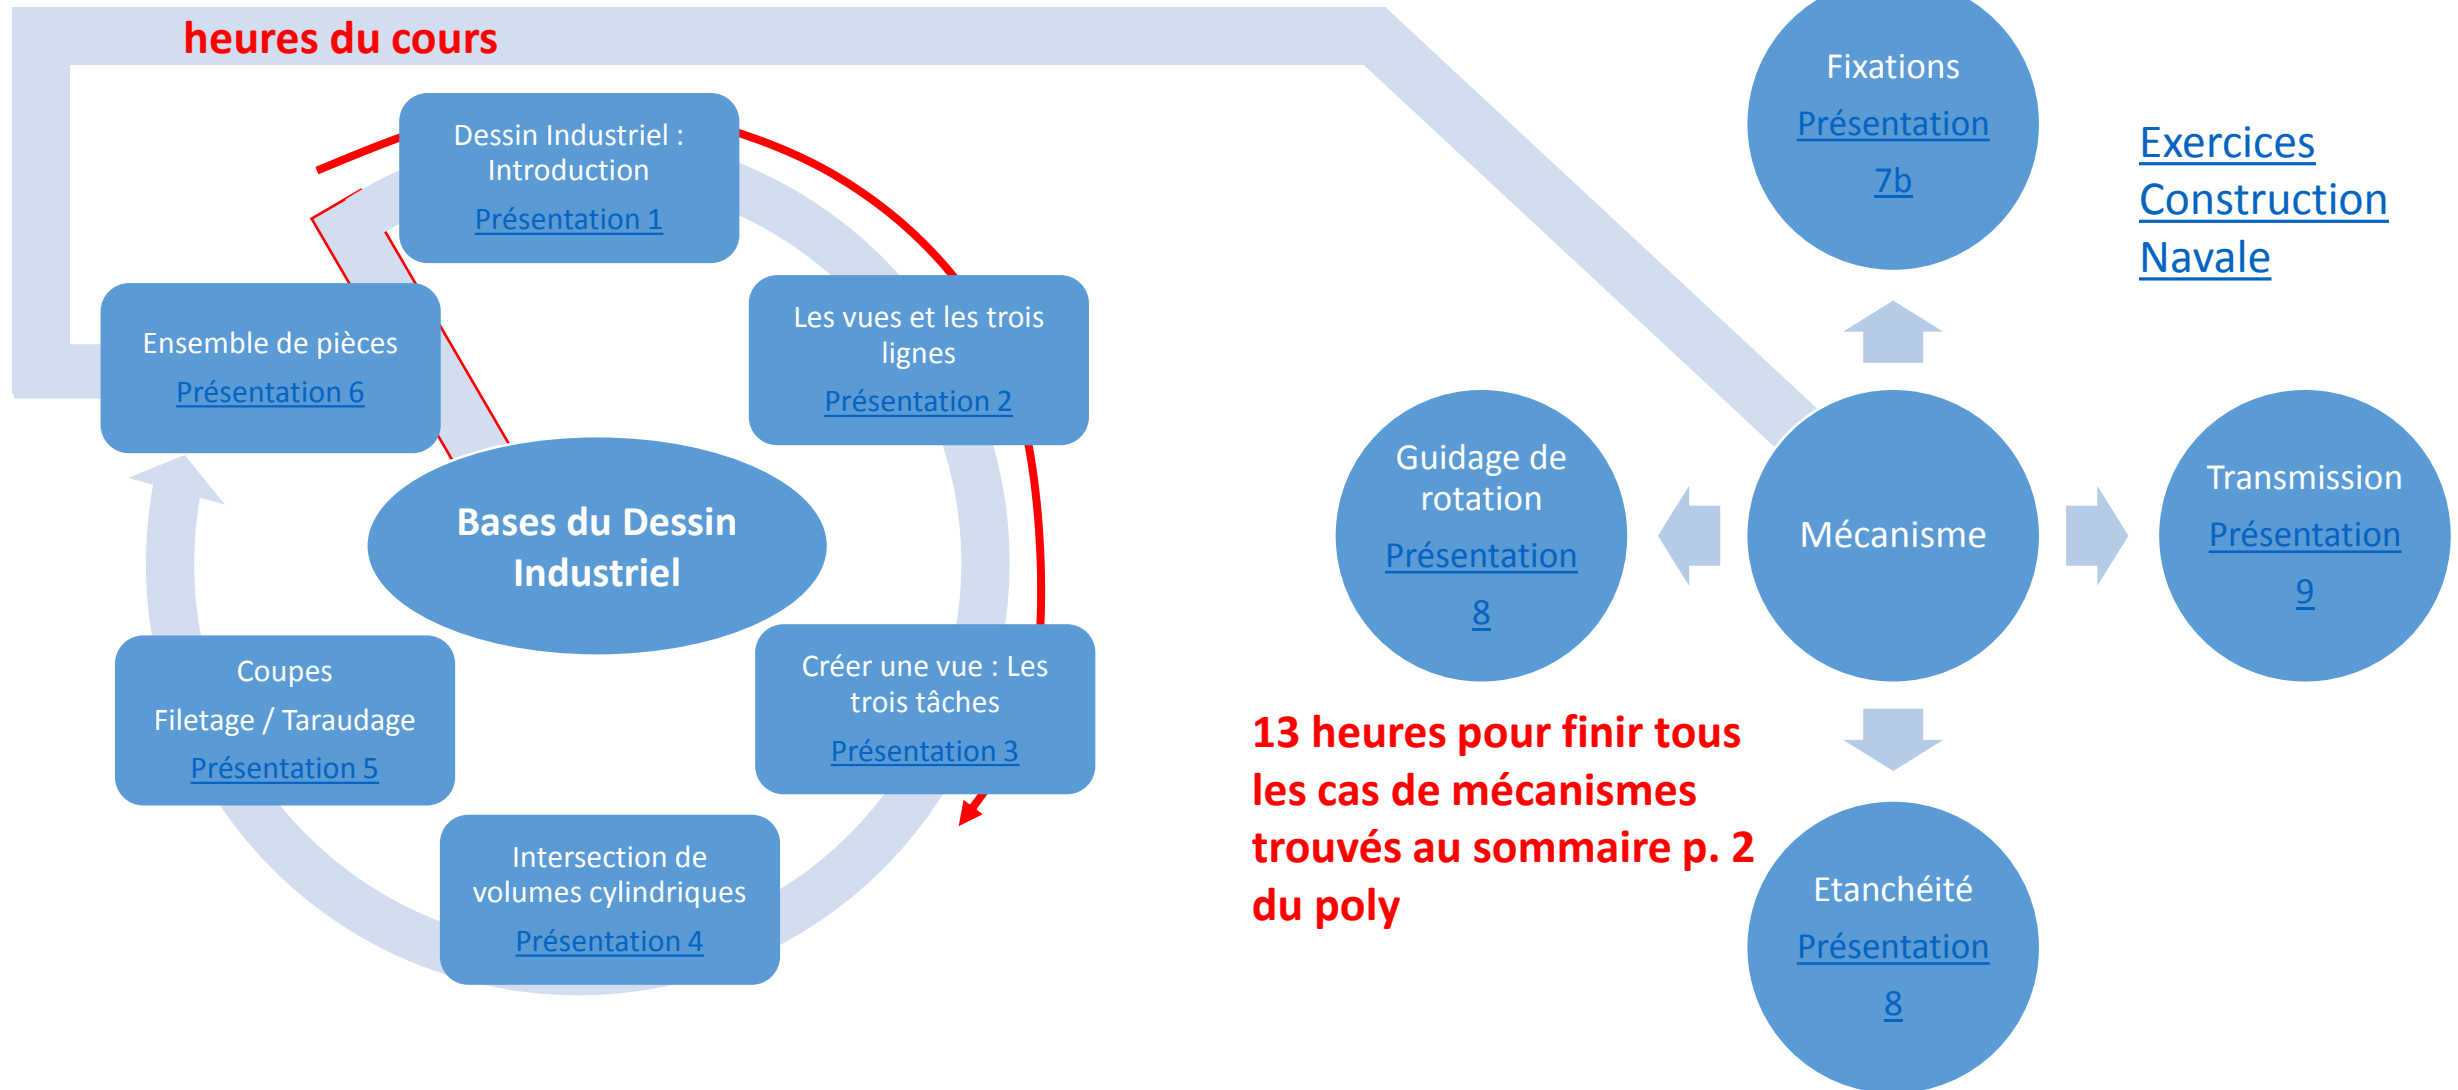 heures du cours
Dessin Industriel :
Introduction
Présentation 1
Les vues et les trois
lignes
Présentation 2
Créer une vue : Les
trois tâches
Présentation 3
Intersection de
volumes cylindriques
Présentation 4
Coupes
Filetage / Taraudage
Présentation 5
Ensemble de pièces
Présentation 6
Bases du Dessin
Industriel
Fixations
Présentation
7b
Exercices
Construction
Navale
Guidage de
rotation
Présentation
8
Mécanisme
Transmission
Présentation
9
13 heures pour finir tous
les cas de mécanismes
trouvés au sommaire p. 2
du poly
Etanchéité
Présentation
8